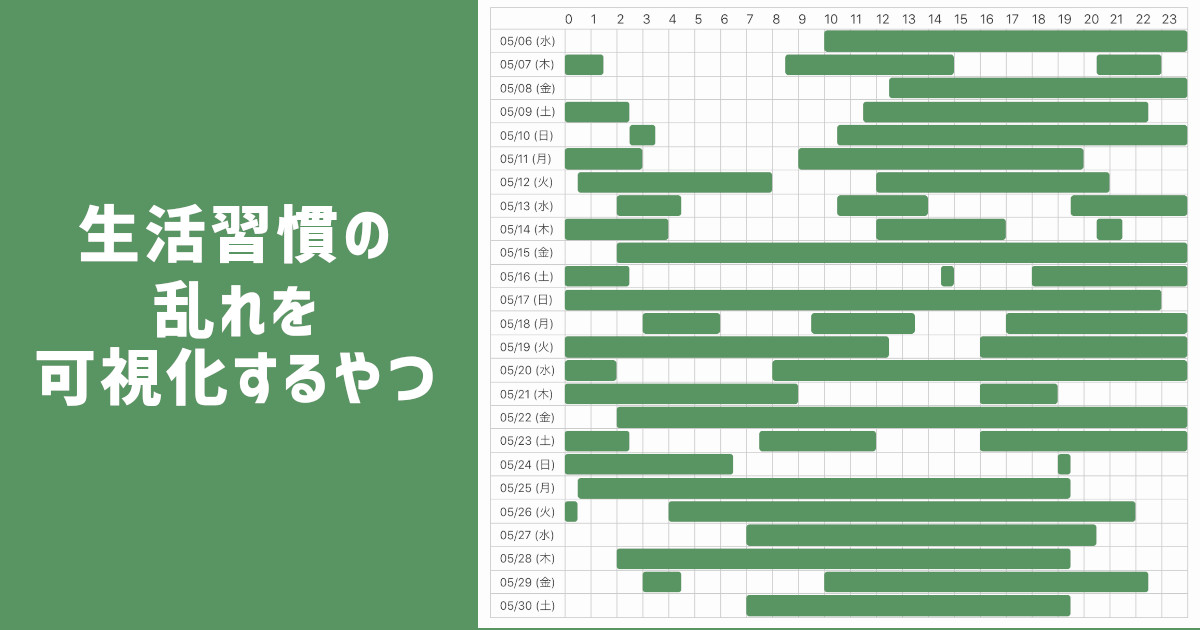 生活習慣の
乱れを
可視化するやつ
0 1 2 3 4 5 6 7 8 9 10 11 12 13 14 15 16 17 18 19 20 21 22 23
05/06 (水)
05/07 (木)
05/08 (金)
05/09 (土)
05/10 (日)
05/11 (月)
05/12 (火)
05/13 (水)
05/14 (木)
05/15 (金)
05/16 (土)
05/17 (日)
05/18 (月)
05/19 (火)
05/20 (水)
05/21 (木)
05/22 (金)
05/23 (土)
05/24 (日)
05/25 (月)
05/26 (火)
05/27 (水)
05/28 (木)
05/29 (金)
05/30 (土)